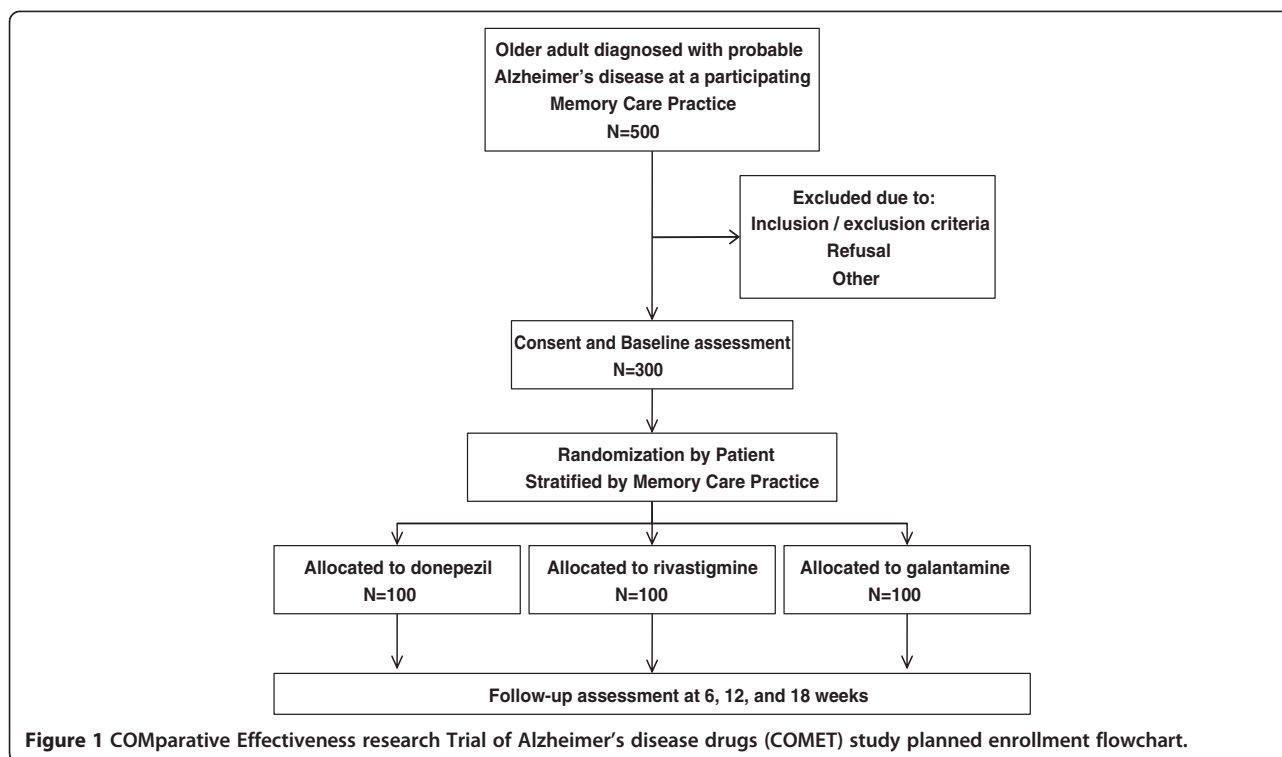 Older adult diagnosed with probable
Alzheimer's disease at a participating
Memory Care Practice
N=500
Excluded due to:
Inclusion / exclusion criteria
Refusal
Other
Consent and Baseline assessment
N=300
Randomization by Patient
Stratified by Memory Care Practice
Allocated to donepezil
N=100
Allocated to rivastigmine
N=100
Allocated to galantamine
N=100
Follow-up assessment at 6, 12, and 18 weeks
Figure 1 COMparative Effectiveness research Trial of Alzheimer's disease drugs (COMET) study planned enrollment flowchart.